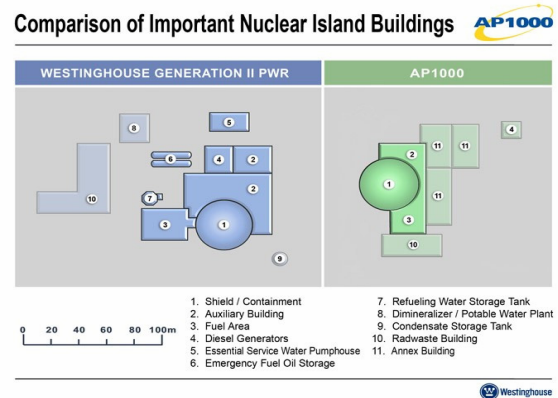 Comparison of Important Nuclear Island Buildings
AP1000
WESTINGHOUSE GENERATION II PWR
AP1000
8
5
6
4
2
2
10
7
3
1
9
4
11
11
2
1
11
3
10
0 20 40 60 80 100m
1. Shield / Containment
2. Auxiliary Building
3. Fuel Area
4. Diesel Generators
5. Essential Service Water Pumphouse
6. Emergency Fuel Oil Storage
7. Refueling Water Storage Tank
8. Dimineralizer / Potable Water Plant
9. Condensate Storage Tank
10. Radwaste Building
11. Annex Building
Westinghouse